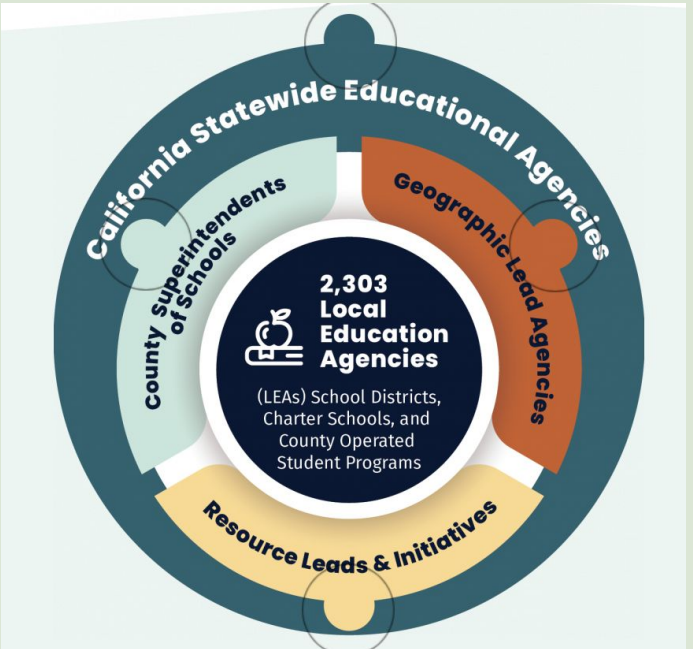 California Statewide Educational Agencies
County Superintendents
of Schools
Geographic Lead Agencies
2,303
Local
Education
Agencies
(LEAs) School Districts,
Charter Schools, and
County Operated
Student Programs
Resource Leads & Initiatives